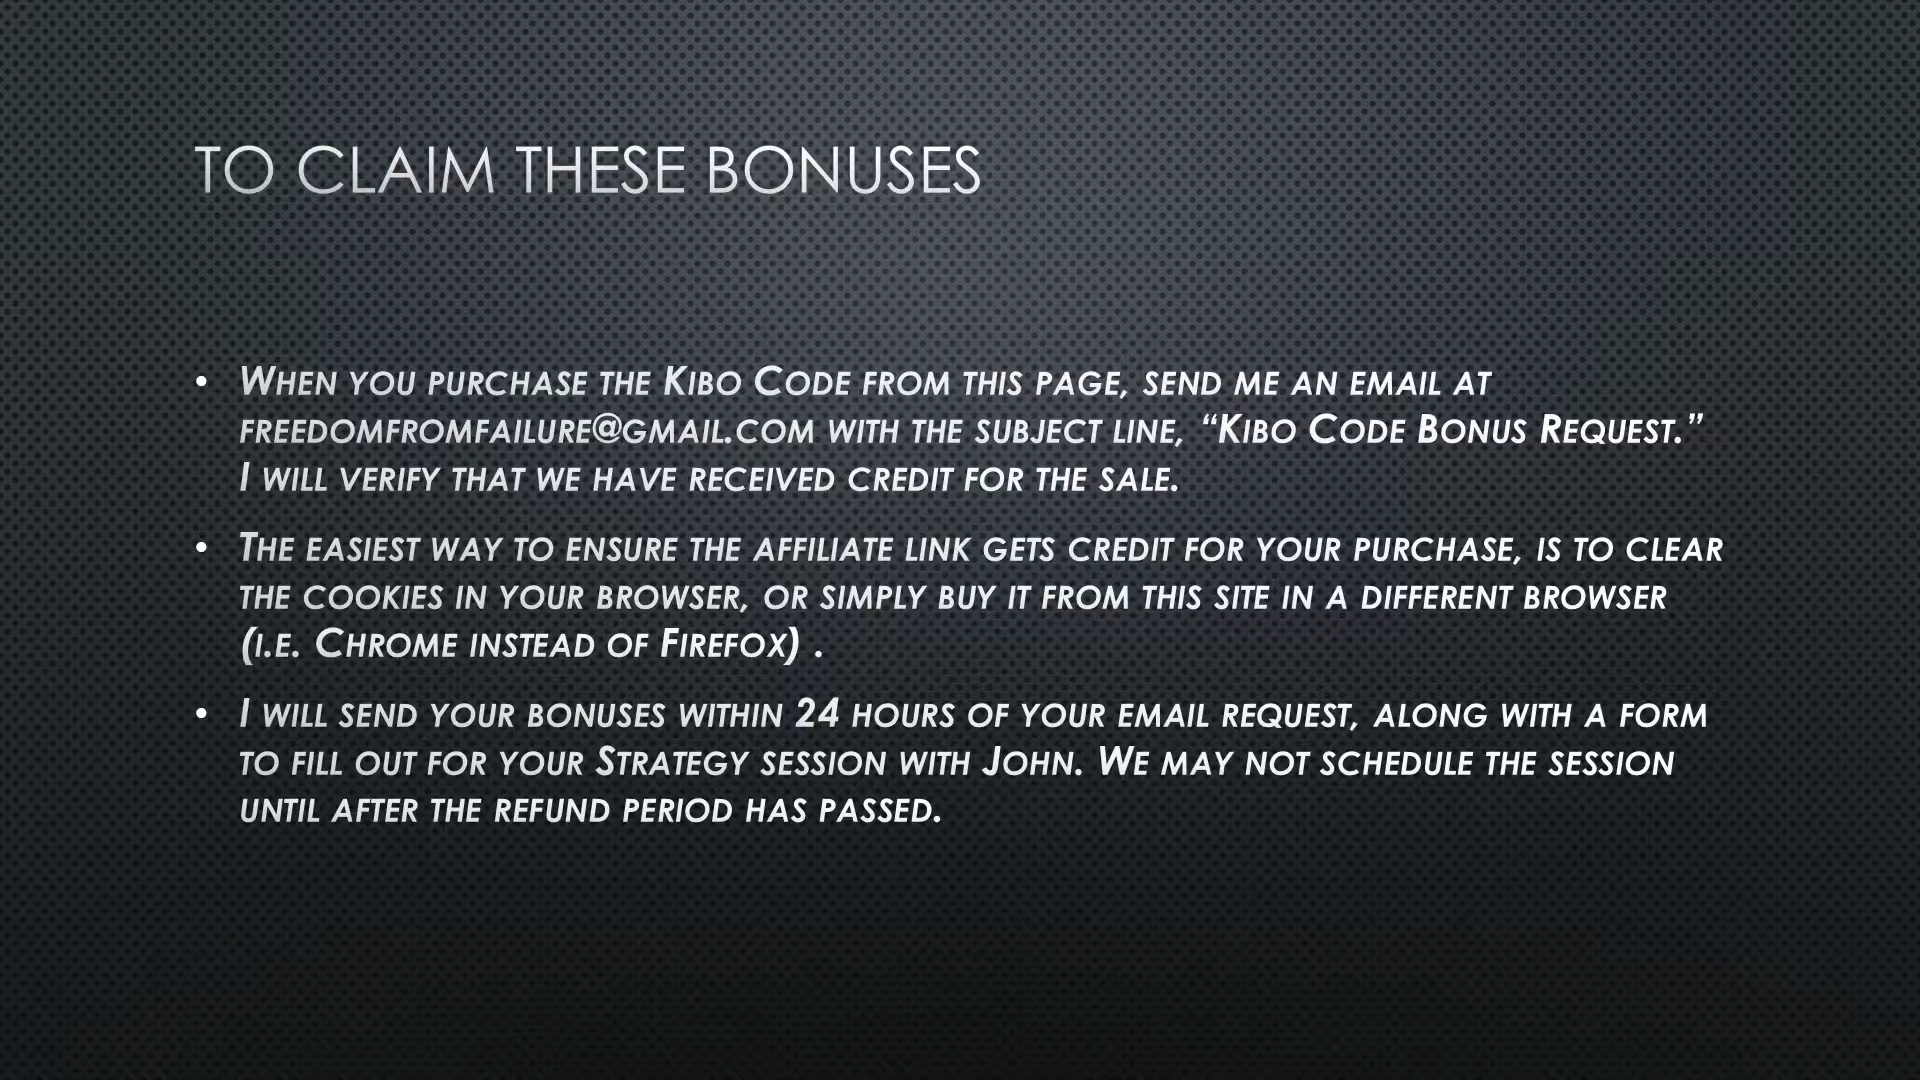 TO CLAIM THESE BONUSES
• WHEN YOU PURCHASE THE KIBO CODE FROM THIS PAGE, SEND ME AN EMAIL AT
FREEDOMFROMFAILURE@GMAIL.COM WITH THE SUBJECT LINE, “KIBO CODE BONUS REQUEST.”
I WILL VERIFY THAT WE HAVE RECEIVED CREDIT FOR THE SALE.
• THE EASIEST WAY TO ENSURE THE AFFILIATE LINK GETS CREDIT FOR YOUR PURCHASE, IS TO CLEAR
THE COOKIES IN YOUR BROWSER, OR SIMPLY BUY IT FROM THIS SITE IN A DIFFERENT BROWSER
(I.E. CHROME INSTEAD OF FIREFOX) .
• I WILL SEND YOUR BONUSES WITHIN 24 HOURS OF YOUR EMAIL REQUEST, ALONG WITH A FORM
TO FILL OUT FOR YOUR STRATEGY SESSION WITH JOHN. WE MAY NOT SCHEDULE THE SESSION
UNTIL AFTER THE REFUND PERIOD HAS PASSED.